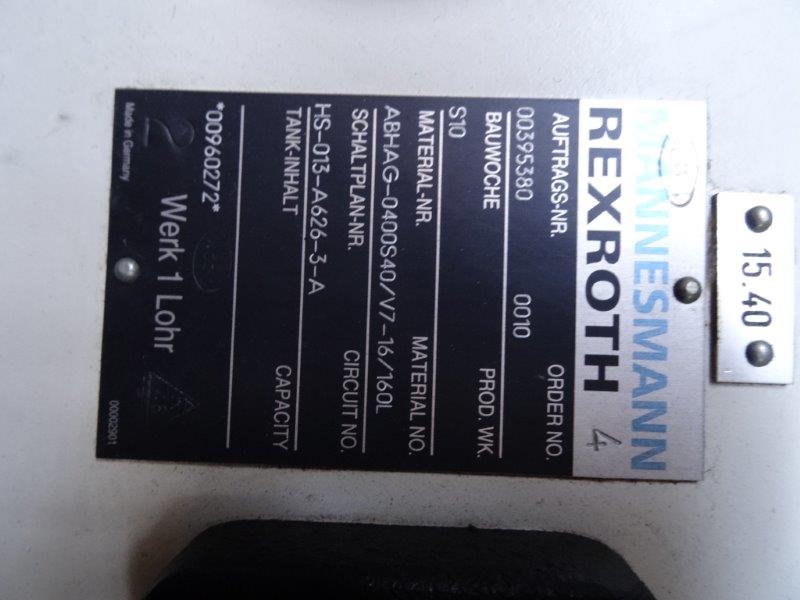 MANNESMANN
REXROTH 4
AUFTRAGS-NR. ORDER NO.
00395380 0010
BAUWOCHE PROD. WK.
S10
MATERIAL-NR. MATERIAL NO.
ABHAG-0400S40/V7-16/160L
SCHALTPLAN-NR. CIRCUIT NO.
HS-013-A626-3-A
TANK-INHALT CAPACITY
*00960272*
2 Werk 1 Lohr
Made in Germany 00002901
15.40